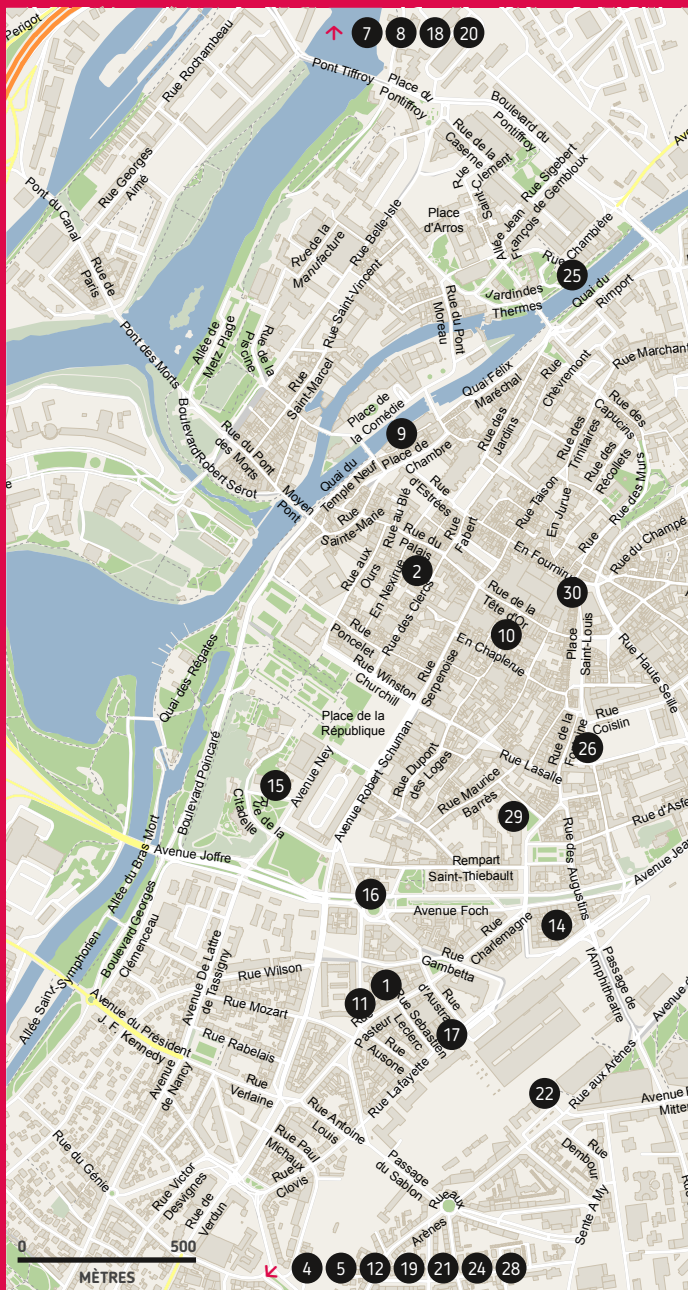 Perigot
Rue Rochambeau
7 8 18 20
Pont Tiffroy
Place du
Pontiffroy
Boulevard du
Pontiffroy
Rue de la
Caserne
Rue
Saint-Clement
Rue Sigebert
de Gembloux
Allée Jean
François
Rue Georges
Aimé
Pont du Canal
Rue de
Paris
Place
d'Arros
Rue Chambière
25
Rue Belle-Isle
Ruede la
Manufacture
Rue Saint-Vincent
Jardindes
Thermes
Quai du
Rimport
Rue du Pont
Moreau
Allée de
Metz Plage
Rue de la
Piscine
Pont des Morts
Rue
Saint-Marcel
Quai Félix
Maréchal
Rue
Chèvremont
Rue Marchant
Place de
la Comédie
Boulevard
Robert Sérot
Rue du Pont
des Morts
9
Quai du
Temple Neuf
Place de
Chambre
Rue des
Jardins
Rue des
Trinitaires
Rue des
Capucins
Rue des
Récollets
Rue des Murs
Moyen
Pont
Rue
d'Estrées
Rue Taison
En Jurue
Rue
Sainte-Marie
Rue au Blé
Rue du
Palais
Rue
Fabert
En Fournirue
Rue du Champé
Rue aux
Ours
En Nexirue
2
Rue des Clercs
30
Rue de la
Tête d'Or
10
Rue
Poncelet
En Chaplerue
Place
Saint-Louis
Rue Haute Seille
Quai des Régates
Rue Winston
Churchill
Rue
Serpenoise
Place de la
République
Rue de la
Fontaine
Rue
Coislin
26
Boulevard Poincaré
Avenue Ney
Avenue Robert Schuman
Rue Dupont
des Loges
Rue Lasalle
15
Rue de la
Citadelle
Rue Maurice
Barrès
29
Rue d'Asfe
Allée du Bras Mort
Avenue Joffre
Rempart
Saint-Thiebault
Rue des Augustins
Avenue Jean
16
Avenue Foch
Boulevard Georges
Clémenceau
Rue
Charlemagne
14
Allée Saint-Symphorien
Avenue De Lattre
de Tassigny
Rue Wilson
Rue
Gambetta
Passage de
l'Amphitheatre
1
11
Rue
d'Austra
Avenue du Président
J. F. Kennedy
Rue Mozart
Rue
Pasteur
Rue Sebastien
Leclerc
17
Rue Rabelais
Rue
Ausone
Avenue
de Nancy
Rue Lafayette
22
Rue aux Arènes
Rue
Verlaine
Rue Antoine
Louis
Rue
Dembour
Rue du Génie
Rue Paul
Michaux
Passage
du Sablon
Rue Victor
Desvignes
Rue
Clovis
Rue de
Verdun
Rueaux
Arènes
Sente A My
0 500
MÈTRES
4 5 12 19 21 24 28